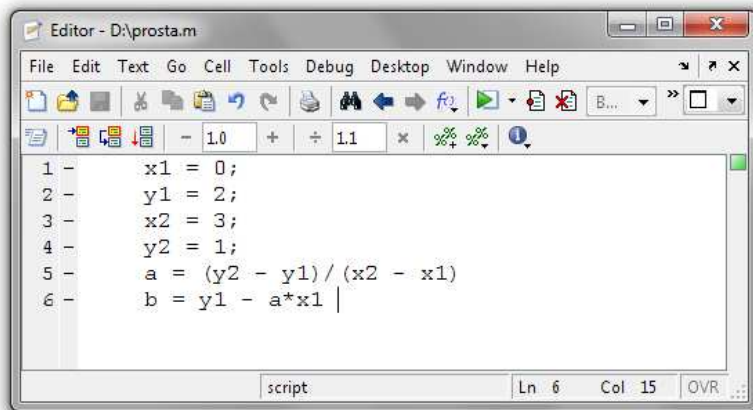 Editor - D:\prosta.m
File Edit Text Go Cell Tools Debug Desktop Window Help
B...
- 1.0 + ÷ 1.1 ×
1 - x1 = 0;
2 - y1 = 2;
3 - x2 = 3;
4 - y2 = 1;
5 - a = (y2 - y1)/(x2 - x1)
6 - b = y1 - a*x1
script Ln 6 Col 15 OVR